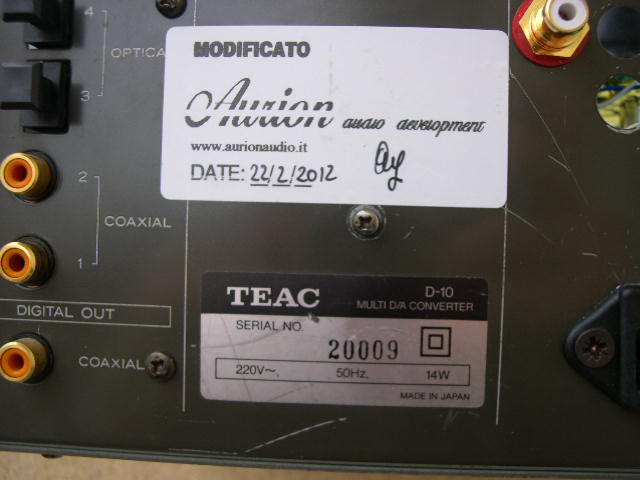 4
OPTICA
3
2
COAXIAL
1
DIGITAL OUT
COAXIAL
MODIFICATO
Aurion audio development
www.aurionaudio.it
DATE: 22/2/2012
TEAC
D-10
MULTI D/A CONVERTER
SERIAL NO.
20009
220V~, 50Hz, 14W
MADE IN JAPAN